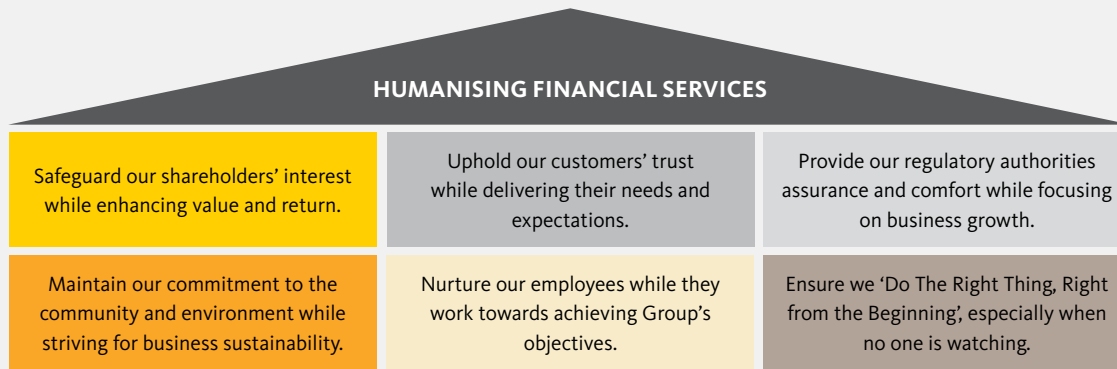 HUMANISING FINANCIAL SERVICES
Safeguard our shareholders’ interest
while enhancing value and return.
Uphold our customers’ trust
while delivering their needs and
expectations.
Provide our regulatory authorities
assurance and comfort while focusing
on business growth.
Maintain our commitment to the
community and environment while
striving for business sustainability.
Nurture our employees while they
work towards achieving Group’s
objectives.
Ensure we ‘Do The Right Thing, Right
from the Beginning’, especially when
no one is watching.